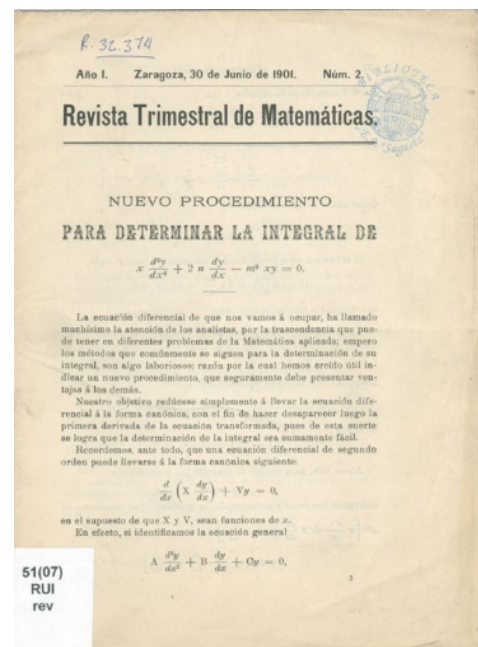 R. 32.374
Año I. Zaragoza, 30 de Junio de 1901. Núm. 2.
BIBLIOTECA
"Sagasta"
Revista Trimestral de Matemáticas.
NUEVO PROCEDIMIENTO
PARA DETERMINAR LA INTEGRAL DE
x d²y/dx² + 2 n dy/dx — m² xy = 0.
La ecuación diferencial de que nos vamos á ocupar, ha llamado
muchísimo la atención de los analistas, por la trascendencia que pue-
de tener en diferentes problemas de la Matemática aplicada; empero
los métodos que comúnmente se siguen para la determinación de su
integral, son algo laboriosos; razón por la cual hemos creído útil in-
dicar un nuevo procedimiento, que seguramente debe presentar ven-
tajas á los demás.
Nuestro objetivo redúcese simplemente á llevar la ecuación dife-
rencial á la forma canónica, con el fin de hacer desaparecer luego la
primera derivada de la ecuación transformada, pues de esta suerte
se logra que la determinación de la integral sea sumamente fácil.
Recordemos, ante todo, que una ecuación diferencial de segundo
orden puede llevarse á la forma canónica siguiente:
d/dx (X dy/dx) + Vy = 0,
en el supuesto de que X y V, sean funciones de x.
En efecto, si identificamos la ecuación general
A d²y/dx² + B dy/dx + Cy = 0,
51(07)
RUI
rev